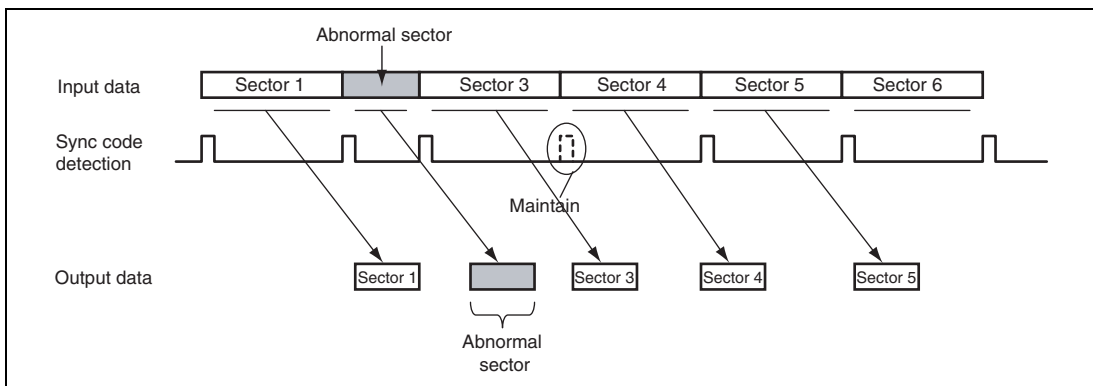 Abnormal sector
Input data
Sector 1
Sector 3
Sector 4
Sector 5
Sector 6
Sync code
detection
Maintain
Output data
Sector 1
Sector 3
Sector 4
Sector 5
Abnormal
sector